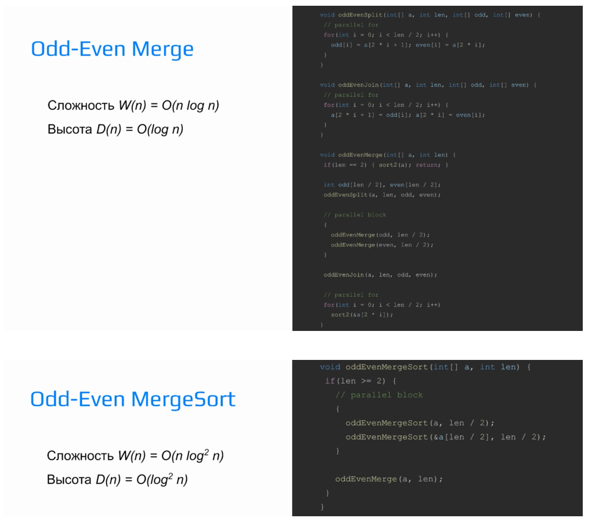 Odd-Even Merge
Сложность W(n) = O(n log n)
Высота D(n) = O(log n)
void oddEvenSplit(int[] a, int len, int[] odd, int[] even) {
// parallel for
for(int i = 0; i < len / 2; i++) {
odd[i] = a[2 * i + 1]; even[i] = a[2 * i];
}
}
void oddEvenJoin(int[] a, int len, int[] odd, int[] even) {
// parallel for
for(int i = 0; i < len / 2; i++) {
a[2 * i + 1] = odd[i]; a[2 * i] = even[i];
}
}
void oddEvenMerge(int[] a, int len) {
if(len == 2) { sort2(a); return; }
int odd[len / 2], even[len / 2];
oddEvenSplit(a, len, odd, even);
// parallel block
{
oddEvenMerge(odd, len / 2);
oddEvenMerge(even, len / 2);
}
oddEvenJoin(a, len, odd, even);
// parallel for
for(int i = 0; i < len / 2; i++)
sort2(&a[2 * i]);
}
Odd-Even MergeSort
Сложность W(n) = O(n log² n)
Высота D(n) = O(log² n)
void oddEvenMergeSort(int[] a, int len) {
if(len >= 2) {
// parallel block
{
oddEvenMergeSort(a, len / 2);
oddEvenMergeSort(&a[len / 2], len / 2);
}
oddEvenMerge(a, len);
}
}